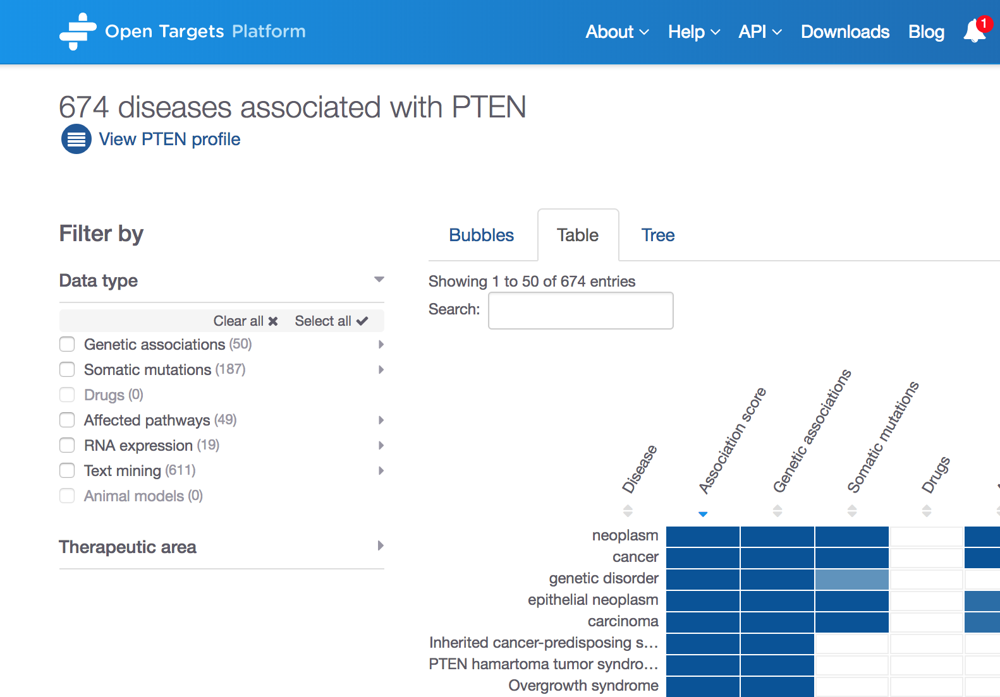 Open Targets Platform
About
Help
API
Downloads
Blog
1
674 diseases associated with PTEN
View PTEN profile
Filter by
Data type
Clear all
Select all
Genetic associations (50)
Somatic mutations (187)
Drugs (0)
Affected pathways (49)
RNA expression (19)
Text mining (611)
Animal models (0)
Therapeutic area
Bubbles
Table
Tree
Showing 1 to 50 of 674 entries
Search:
Disease
Association score
Genetic associations
Somatic mutations
Drugs
neoplasm
cancer
genetic disorder
epithelial neoplasm
carcinoma
Inherited cancer-predisposing s...
PTEN hamartoma tumor syndro...
Overgrowth syndrome